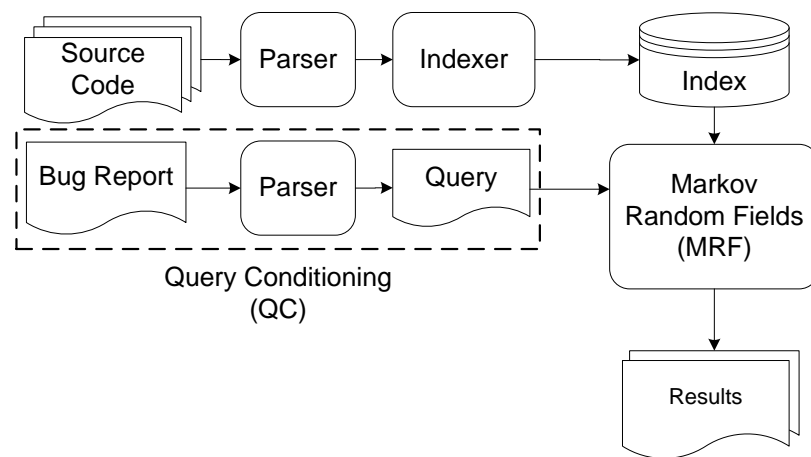 Source
Code
Parser
Indexer
Index
Bug Report
Parser
Query
Markov
Random Fields
(MRF)
Query Conditioning
(QC)
Results